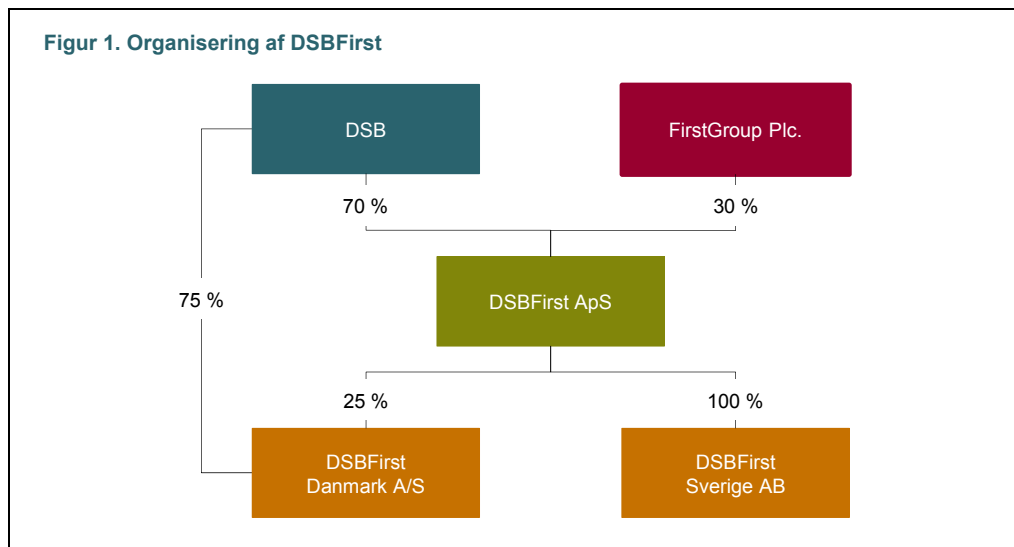 Figur 1. Organisering af DSBFirst
DSB
FirstGroup Plc.
70 %
30 %
75 %
DSBFirst ApS
25 %
100 %
DSBFirst
Danmark A/S
DSBFirst
Sverige AB